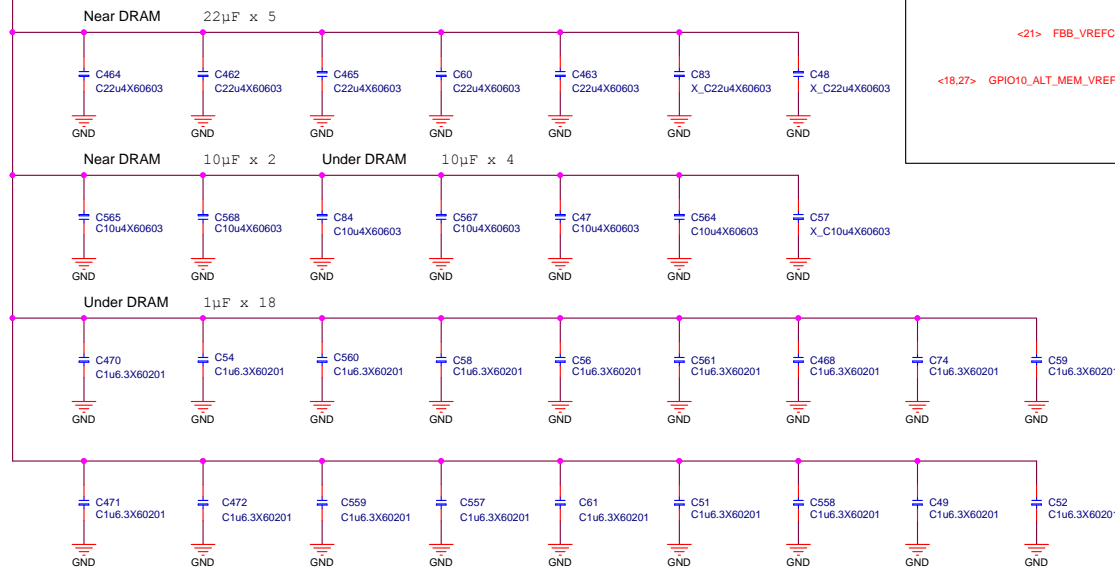 Near DRAM 22µF x 5
<21> FBB_VREFC
<18,27> GPIO10_ALT_MEM_VREF
C464 C462 C465 C60 C463 C83 C48
C22u4X60603 C22u4X60603 C22u4X60603 C22u4X60603 C22u4X60603 X_C22u4X60603 X_C22u4X60603
GND GND GND GND GND GND GND
Near DRAM 10µF x 2 Under DRAM 10µF x 4
C565 C568 C84 C567 C47 C564 C57
C10u4X60603 C10u4X60603 C10u4X60603 C10u4X60603 C10u4X60603 C10u4X60603 X_C10u4X60603
GND GND GND GND GND GND GND
Under DRAM 1µF x 18
C470 C54 C560 C58 C56 C561 C468 C74 C59
C1u6.3X60201 C1u6.3X60201 C1u6.3X60201 C1u6.3X60201 C1u6.3X60201 C1u6.3X60201 C1u6.3X60201 C1u6.3X60201 C1u6.3X60201
GND GND GND GND GND GND GND GND GND
C471 C472 C559 C557 C61 C51 C558 C49 C52
C1u6.3X60201 C1u6.3X60201 C1u6.3X60201 C1u6.3X60201 C1u6.3X60201 C1u6.3X60201 C1u6.3X60201 C1u6.3X60201 C1u6.3X60201
GND GND GND GND GND GND GND GND GND